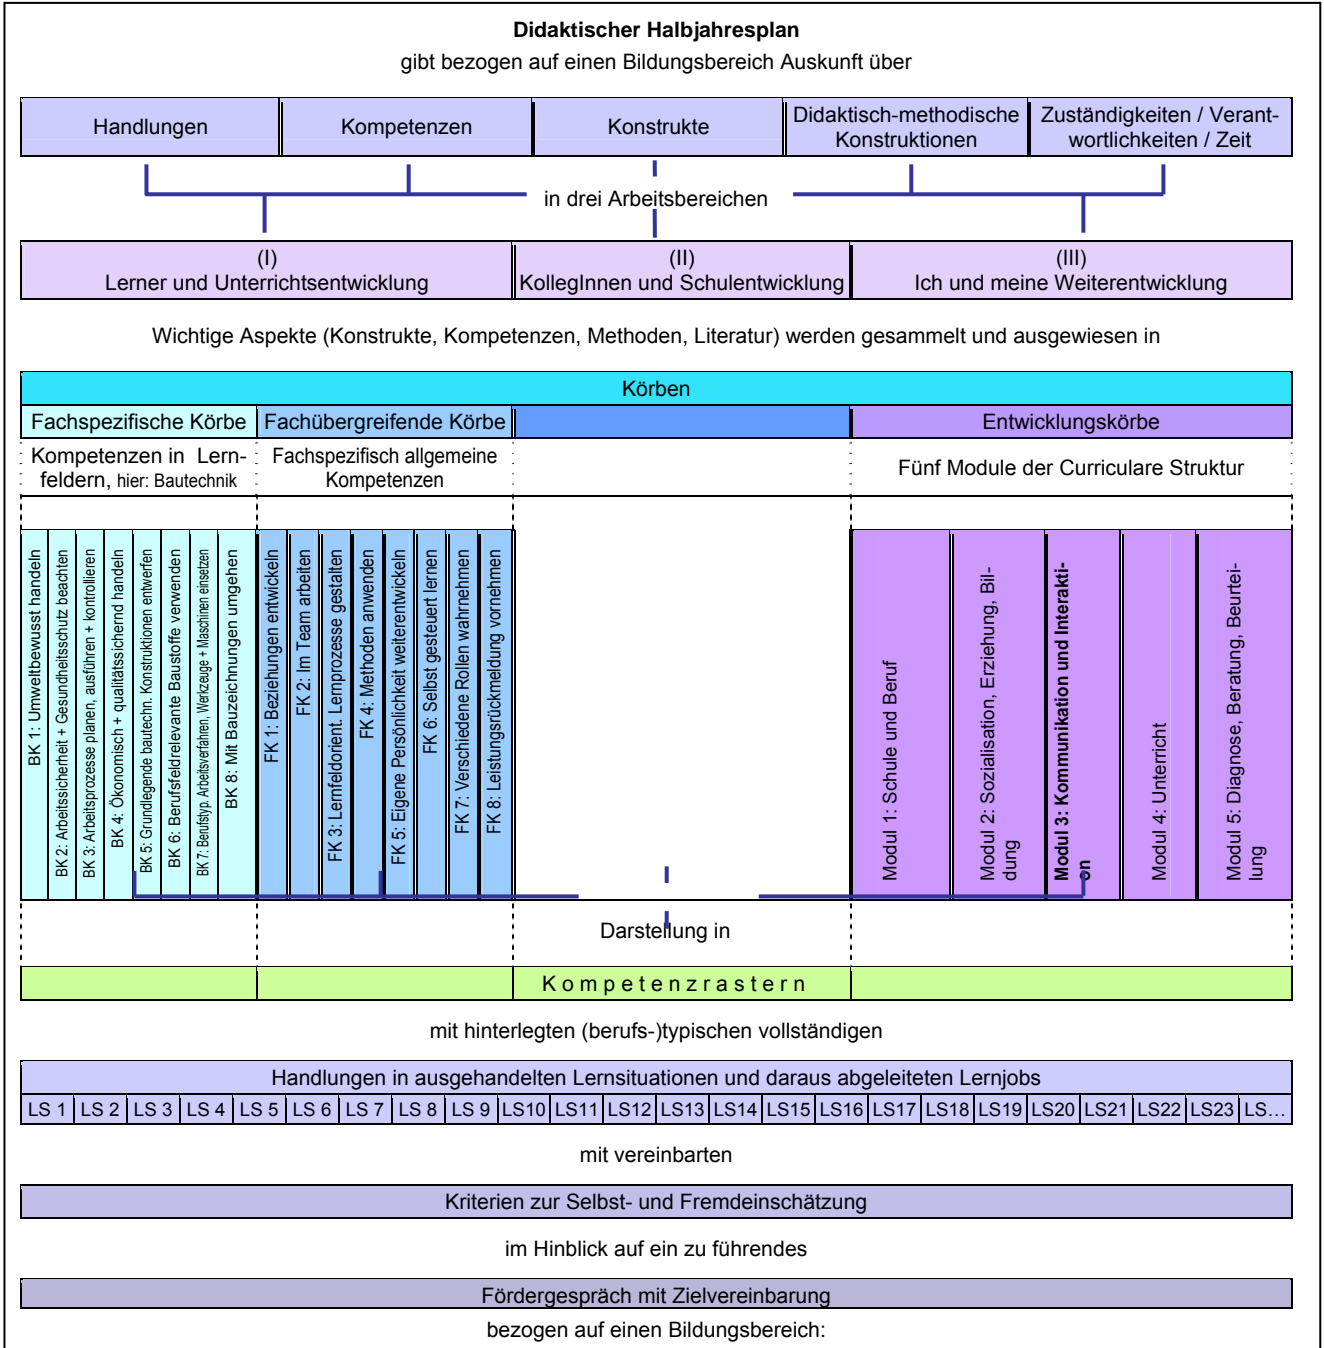 Didaktischer Halbjahresplan
gibt bezogen auf einen Bildungsbereich Auskunft über
Handlungen
Kompetenzen
Konstrukte
Didaktisch-methodische
Konstruktionen
Zuständigkeiten / Verant-
wortlichkeiten / Zeit
in drei Arbeitsbereichen
(I)
Lerner und Unterrichtsentwicklung
(II)
KollegInnen und Schulentwicklung
(III)
Ich und meine Weiterentwicklung
Wichtige Aspekte (Konstrukte, Kompetenzen, Methoden, Literatur) werden gesammelt und ausgewiesen in
Körben
Fachspezifische Körbe
Fachübergreifende Körbe
Entwicklungskörbe
Kompetenzen in Lern-
feldern, hier: Bautechnik
Fachspezifisch allgemeine
Kompetenzen
Fünf Module der Curriculare Struktur
BK 1: Umweltbewusst handeln
BK 2: Arbeitssicherheit + Gesundheitsschutz beachten
BK 3: Arbeitsprozesse planen, ausführen + kontrollieren
BK 4: Ökonomisch + qualitätssichernd handeln
BK 5: Grundlegende bautechn. Konstruktionen entwerfen
BK 6: Berufsfeldrelevante Baustoffe verwenden
BK 7: Berufstyp. Arbeitsverfahren, Werkzeuge + Maschinen einsetzen
BK 8: Mit Bauzeichnungen umgehen
FK 1: Beziehungen entwickeln
FK 2: Im Team arbeiten
FK 3: Lernfeldorient. Lernprozesse gestalten
FK 4: Methoden anwenden
FK 5: Eigene Persönlichkeit weiterentwickeln
FK 6: Selbst gesteuert lernen
FK 7: Verschiedene Rollen wahrnehmen
FK 8: Leistungsrückmeldung vornehmen
Modul 1: Schule und Beruf
Modul 2: Sozialisation, Erziehung, Bil-
dung
Modul 3: Kommunikation und Interakti-
on
Modul 4: Unterricht
Modul 5: Diagnose, Beratung, Beurtei-
lung
Darstellung in
Kompetenzrastern
mit hinterlegten (berufs-)typischen vollständigen
Handlungen in ausgehandelten Lernsituationen und daraus abgeleiteten Lernjobs
LS 1 LS 2 LS 3 LS 4 LS 5 LS 6 LS 7 LS 8 LS 9 LS10 LS11 LS12 LS13 LS14 LS15 LS16 LS17 LS18 LS19 LS20 LS21 LS22 LS23 LS…
mit vereinbarten
Kriterien zur Selbst- und Fremdeinschätzung
im Hinblick auf ein zu führendes
Fördergespräch mit Zielvereinbarung
bezogen auf einen Bildungsbereich: